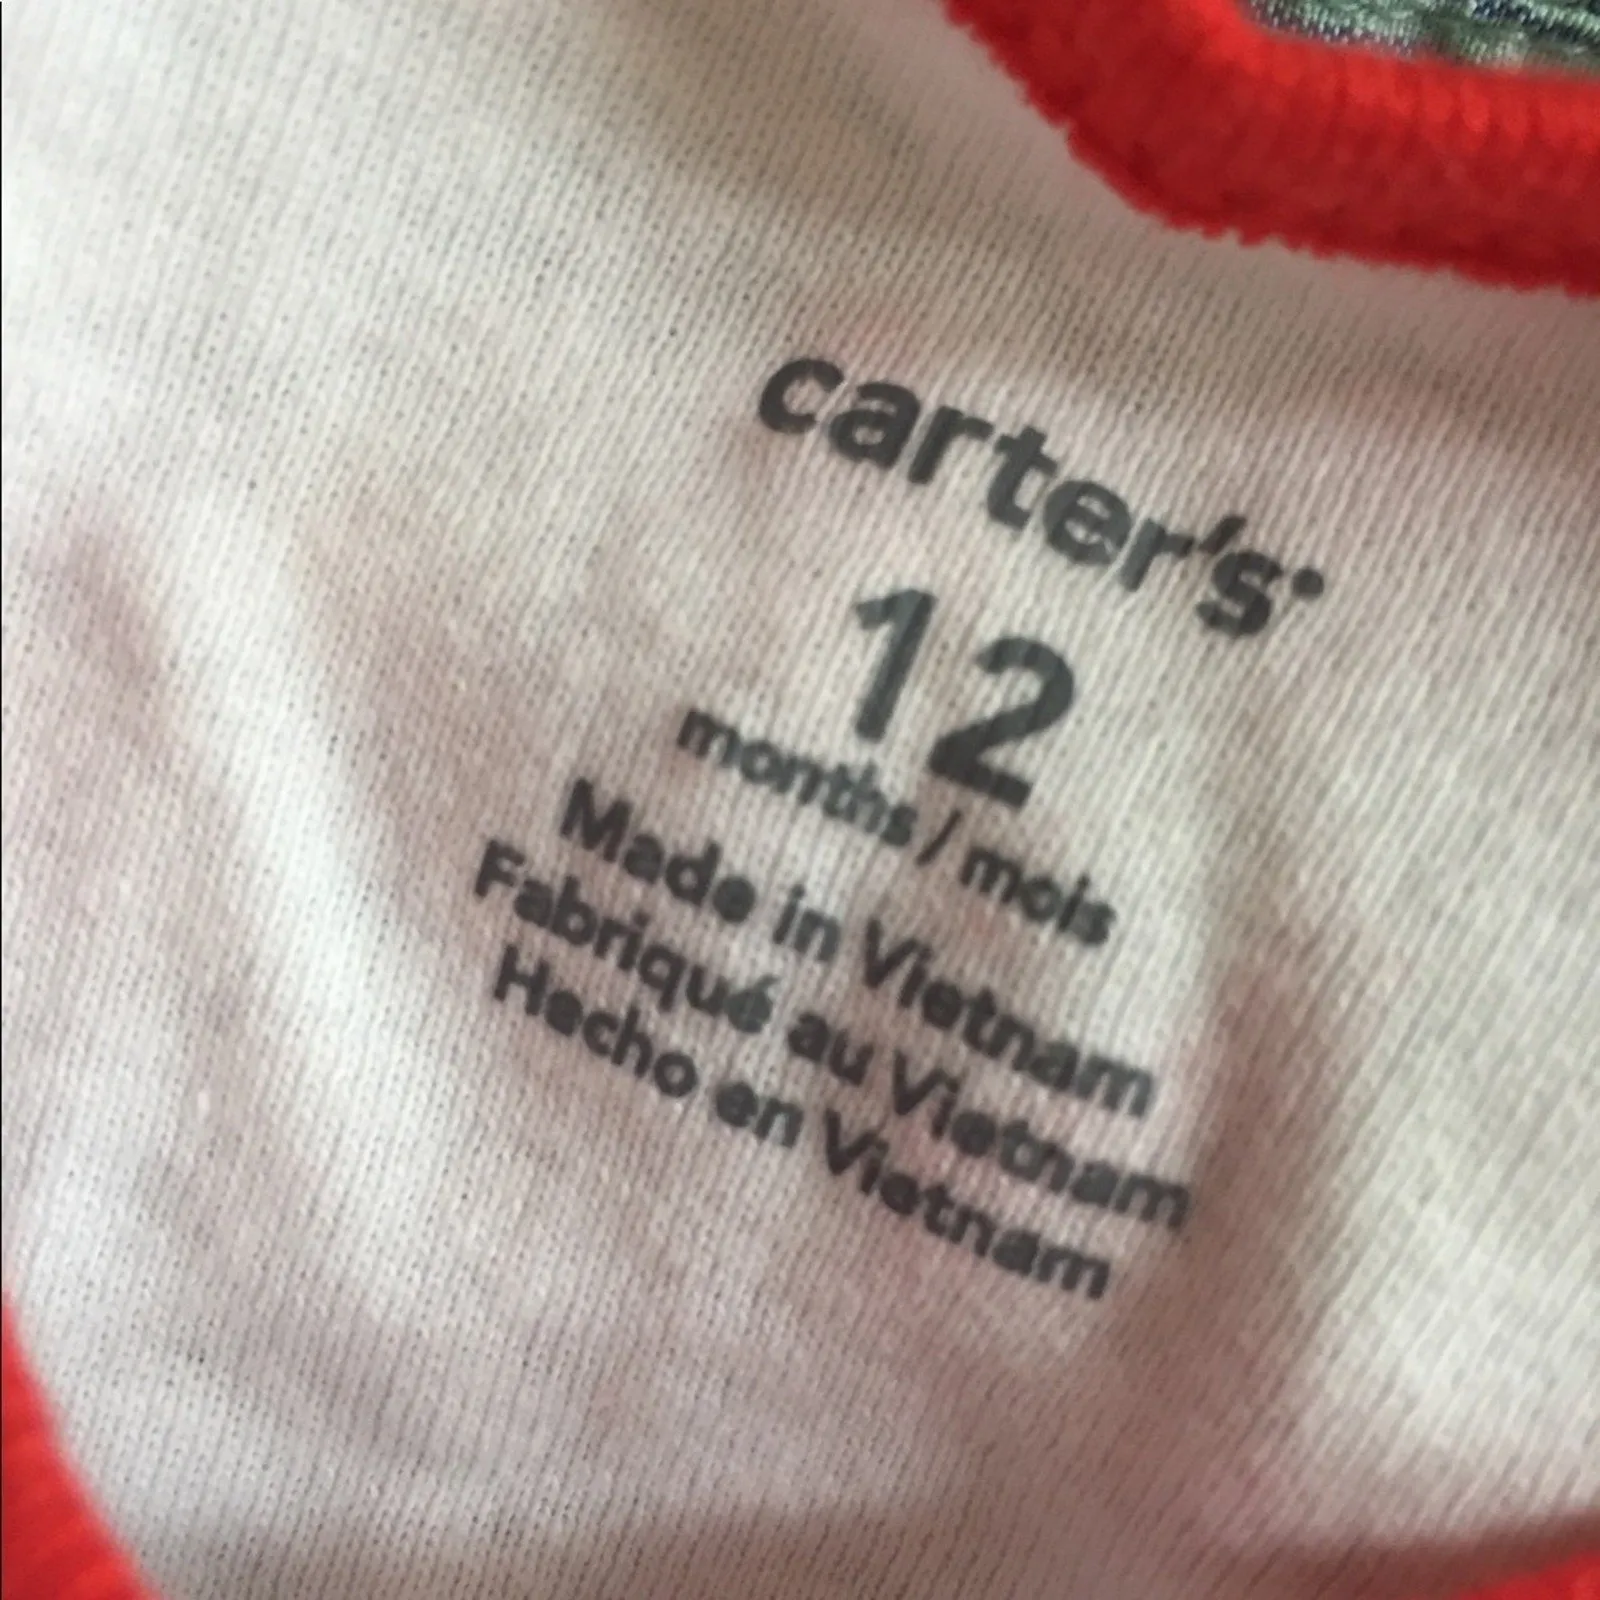 carter's
12
months / mois
Made in Vietnam
Fabriqué au Vietnam
Hecho en Vietnam